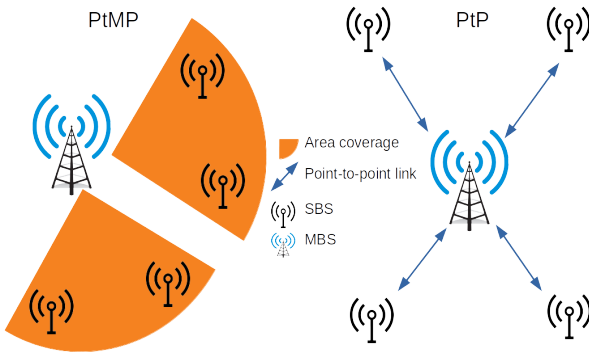 PtMP
PtP
Area coverage
Point-to-point link
SBS
MBS